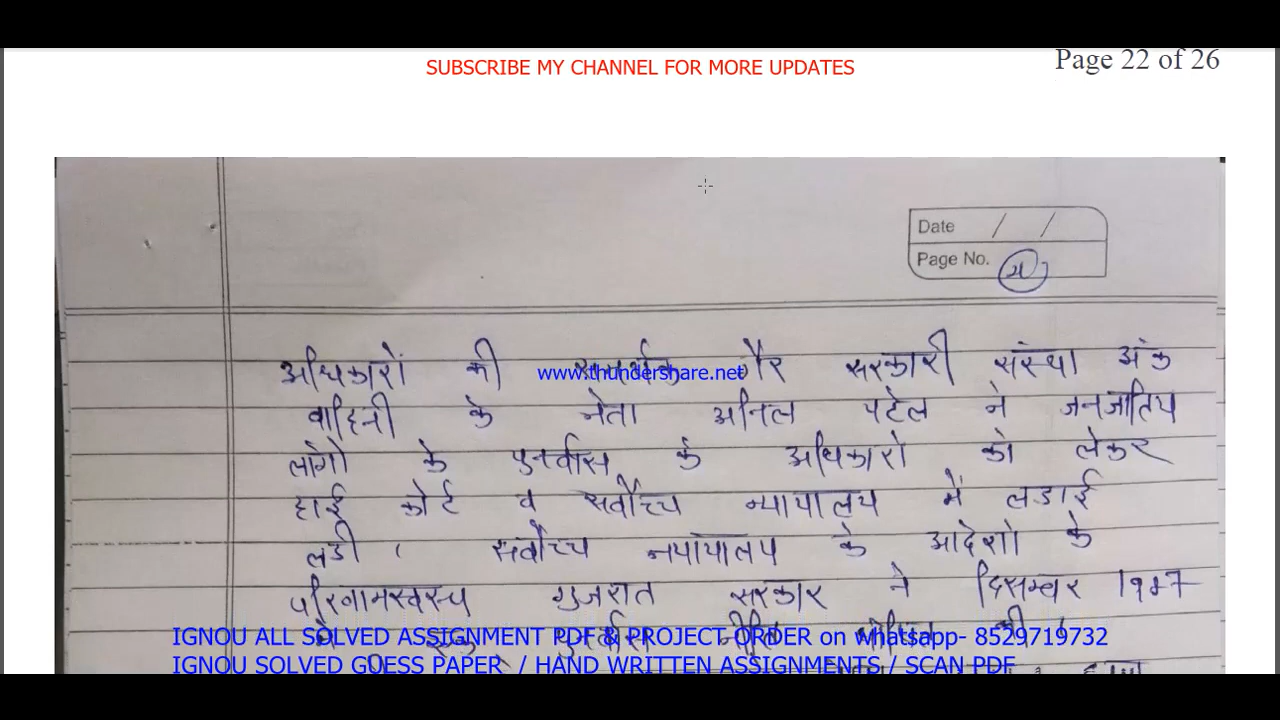 SUBSCRIBE MY CHANNEL FOR MORE UPDATES
Page 22 of 26
Date / /
Page No.
अधिकारों की गैर सरकारी संस्था अंक
www.thundershare.net
वाहिनी के नेता अनिल पटेल ने जनजातिय
लोगो के पुनर्वास के अधिकारो को लेकर
हाई कोर्ट व सर्वोच्च न्यायालय में लडाई
लडी । सर्वोच्च नयायालय के आदेशो के
परिणामस्वरुप गुजरात सरकार ने दिसम्बर
IGNOU ALL SOLVED ASSIGNMENT PDF & PROJECT ORDER on whatsapp- 8529719732
IGNOU SOLVED GUESS PAPER / HAND WRITTEN ASSIGNMENTS / SCAN PDF